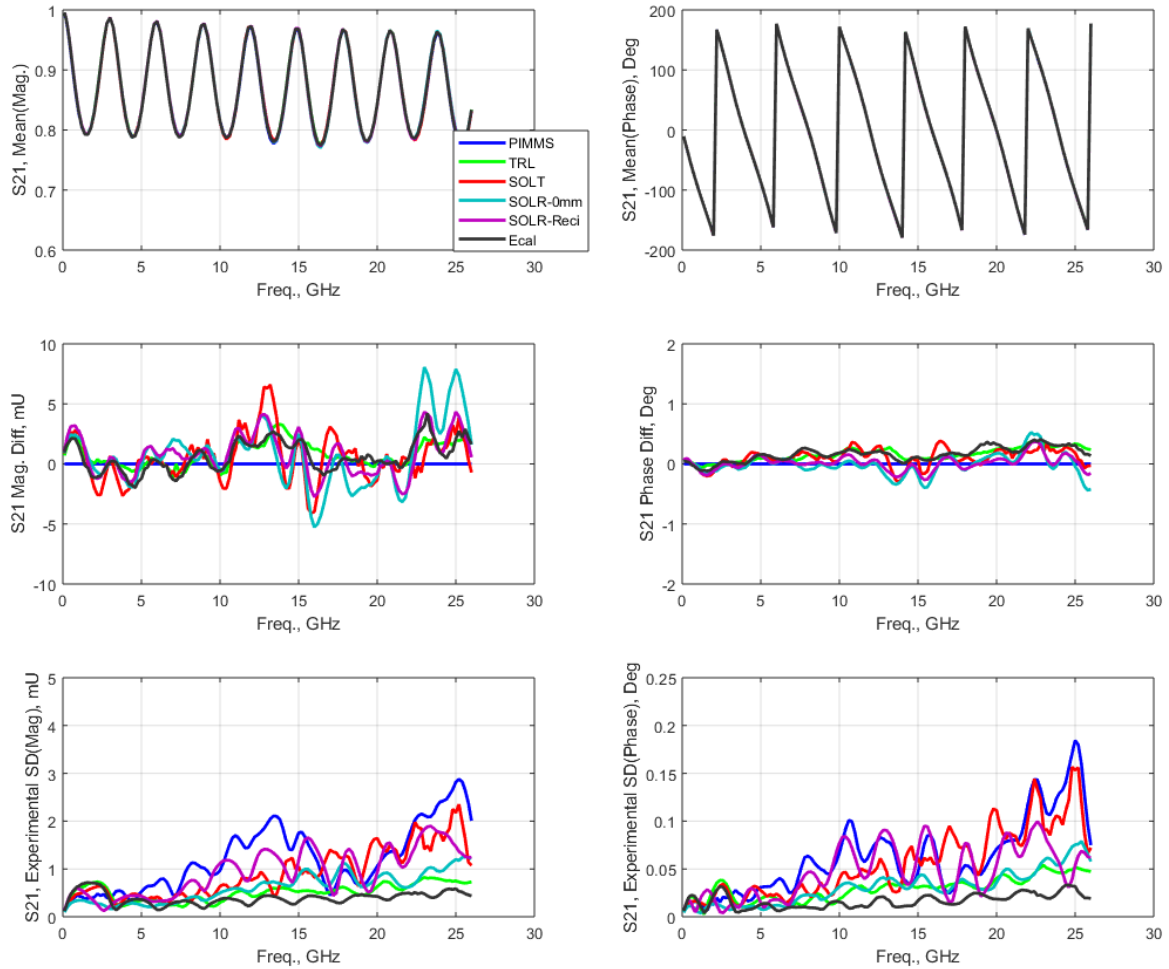 1
0.9
0.8
0.7
0.6
S21, Mean(Mag.)
0 5 10 15 20 25 30
Freq., GHz
PIMMS
TRL
SOLT
SOLR-0mm
SOLR-Reci
Ecal
200
100
0
-100
-200
S21, Mean(Phase), Deg
0 5 10 15 20 25 30
Freq., GHz
10
5
0
-5
-10
S21 Mag. Diff, mU
0 5 10 15 20 25 30
Freq., GHz
2
1
0
-1
-2
S21 Phase Diff, Deg
0 5 10 15 20 25 30
Freq., GHz
5
4
3
2
1
0
S21, Experimental SD(Mag), mU
0 5 10 15 20 25 30
Freq., GHz
0.25
0.2
0.15
0.1
0.05
0
S21, Experimental SD(Phase), Deg
0 5 10 15 20 25 30
Freq., GHz